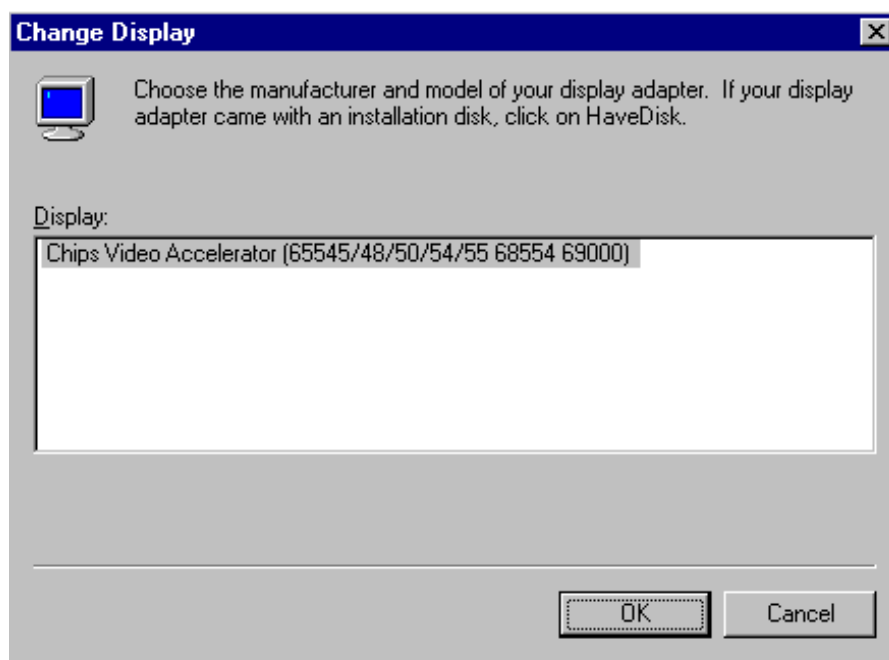 Change Display
Choose the manufacturer and model of your display adapter.  If your display
adapter came with an installation disk, click on HaveDisk.
Display:
Chips Video Accelerator (65545/48/50/54/55 68554 69000)
OK
Cancel